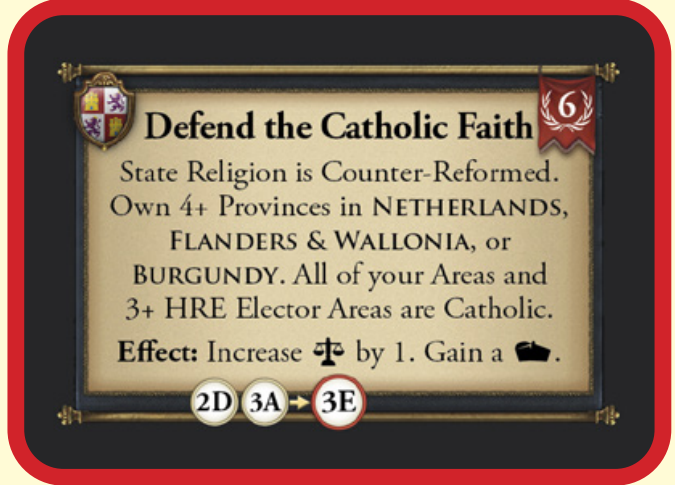 Defend the Catholic Faith
6
State Religion is Counter-Reformed.
Own 4+ Provinces in NETHERLANDS,
FLANDERS & WALLONIA, or
BURGUNDY. All of your Areas and
3+ HRE Elector Areas are Catholic.
Effect: Increase by 1. Gain a .
2D 3A 3E